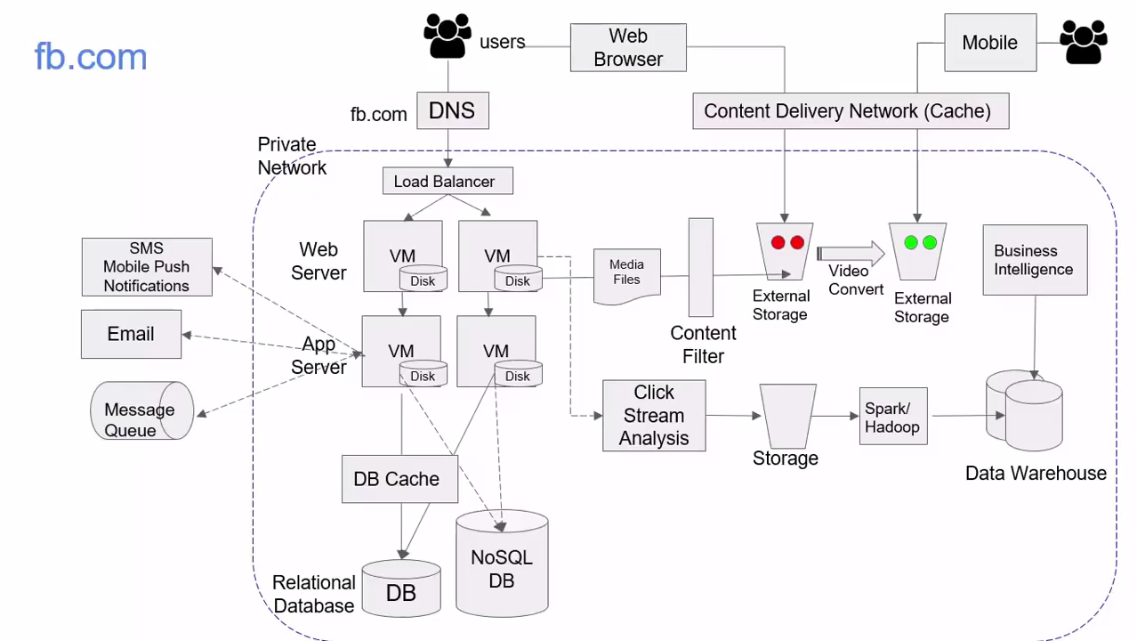 fb.com
users
Web
Browser
Mobile
fb.com
DNS
Content Delivery Network (Cache)
Private
Network
Load Balancer
Web
Server
VM
Disk
VM
Disk
Media
Files
Content
Filter
External
Storage
Video
Convert
External
Storage
Business
Intelligence
SMS
Mobile Push
Notifications
Email
Message
Queue
App
Server
VM
Disk
VM
Disk
Click
Stream
Analysis
Storage
Spark/
Hadoop
Data Warehouse
DB Cache
Relational
Database
DB
NoSQL
DB